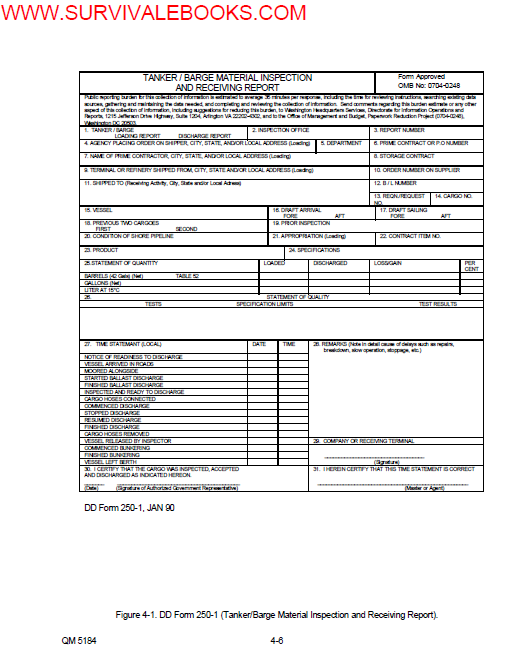 WWW.SURVIVALEBOOKS.COM
TANKER / BARGE MATERIAL INSPECTION
AND RECEIVING REPORT
Form Approved
OMB No: 0704-0248
Public reporting burden for this collection of information is estimated to average 35 minutes per response, including the time for reviewing instructions, searching existing data
sources, gathering and maintaining the data needed, and completing and reviewing the collection of information. Send comments regarding this burden estimate or any other
aspect of this collection of information, including suggestions for reducing this burden, to Washington Headquarters Services, Directorate for Information Operations and
Reports, 1215 Jefferson Drive Highway, Suite 1204, Arlington VA 22202-4302, and to the Office of Management and Budget, Paperwork Reduction Project (0704-0248),
Washington DC 20503.
1. TANKER / BARGE
LOADING REPORT DISCHARGE REPORT
2. INSPECTION OFFICE
3. REPORT NUMBER
4. AGENCY PLACING ORDER ON SHIPPER, CITY, STATE, AND/OR LOCAL ADDRESS (Loading)
5. DEPARTMENT
6. PRIME CONTRACT OR P.O NUMBER
7. NAME OF PRIME CONTRACTOR, CITY, STATE, AND/OR LOCAL ADDRESS (Loading)
8. STORAGE CONTRACT
9. TERMINAL OR REFINERY SHIPPED FROM, CITY, STATE AND/OR LOCAL ADDRESS (Loading)
10. ORDER NUMBER ON SUPPLIER
11. SHIPPED TO (Receiving Activity, City, State and/or Local Adress)
12. B / L NUMBER
13. REQN./REQUEST
NO.
14. CARGO NO.
15. VESSEL
16. DRAFT ARRIVAL
FORE AFT
17. DRAFT SAILING
FORE AFT
18. PREVIOUS TWO CARGOES
FIRST SECOND
19. PRIOR INSPECTION
20. CONDITION OF SHORE PIPELINE
21. APPROPRIATION (Loading)
22. CONTRACT ITEM NO.
23. PRODUCT
24. SPECIFICATIONS
25.STATEMENT OF QUANTITY
LOADED
DISCHARGED
LOSS/GAIN
PER
CENT
BARRELS (42 Gals) (Net) TABLE 52
GALLONS (Net)
LITER AT 15°C
26. STATEMENT OF QUALITY
TESTS SPECIFICATION LIMITS TEST RESULTS
27. TIME STATEMANT (LOCAL)
DATE
TIME
28. REMARKS (Note in detail cause of delays such as repairs,
breakdown, slow operation, stoppage, etc.)
NOTICE OF READINESS TO DISCHARGE
VESSEL ARRIVED IN ROADS
MOORED ALONGSIDE
STARTED BALLAST DISCHARGE
FINISHED BALLAST DISCHARGE
INSPECTED AND READY TO DISCHARGE
CARGO HOSES CONNECTED
COMMENCED DISCHARGE
STOPPED DISCHARGE
RESUMED DISCHARGE
FINISHED DISCHARGE
CARGO HOSES REMOVED
VESSEL RELEASED BY INSPECTOR
COMMENCED BUNKERING
FINISHED BUNKERING
VESSEL LEFT BERTH
29. COMPANY OR RECEIVING TERMINAL
(Signature)
30. I CERTIFY THAT THE CARGO WAS INSPECTED, ACCEPTED
AND DISCHARGED AS INDICATED HEREON.
(Date) (Signature of Authorized Government Representative)
31. I HEREIN CERTIFY THAT THIS TIME STATEMENT IS CORRECT
(Master or Agent)
DD Form 250-1, JAN 90
Figure 4-1. DD Form 250-1 (Tanker/Barge Material Inspection and Receiving Report).
QM 5184
4-6